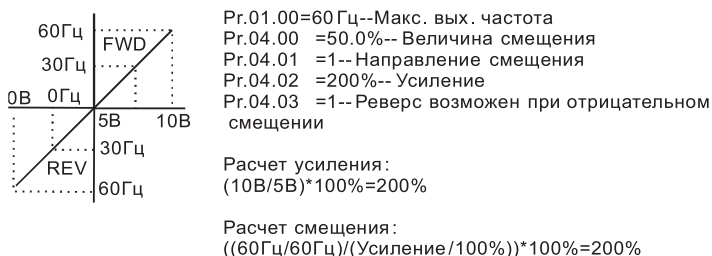 60Гц
FWD
30Гц
0В 0Гц
5В 10В
30Гц
REV
60Гц
Pr.01.00=60Гц--Макс. вых. частота
Pr.04.00 =50.0%-- Величина смещения
Pr.04.01 =1--Направление смещения
Pr.04.02 =200%-- Усиление
Pr.04.03 =1--Реверс возможен при отрицательном
смещении
Расчет усиления:
(10В/5В)*100%=200%
Расчет смещения:
((60Гц/60Гц)/(Усиление/100%))*100%=200%